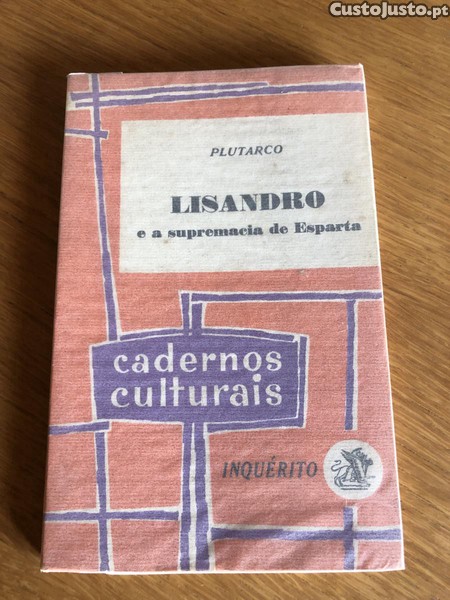 CustoJusto.pt
PLUTARCO
LISANDRO
e a supremacia de Esparta
cadernos
culturais
INQUÉRITO